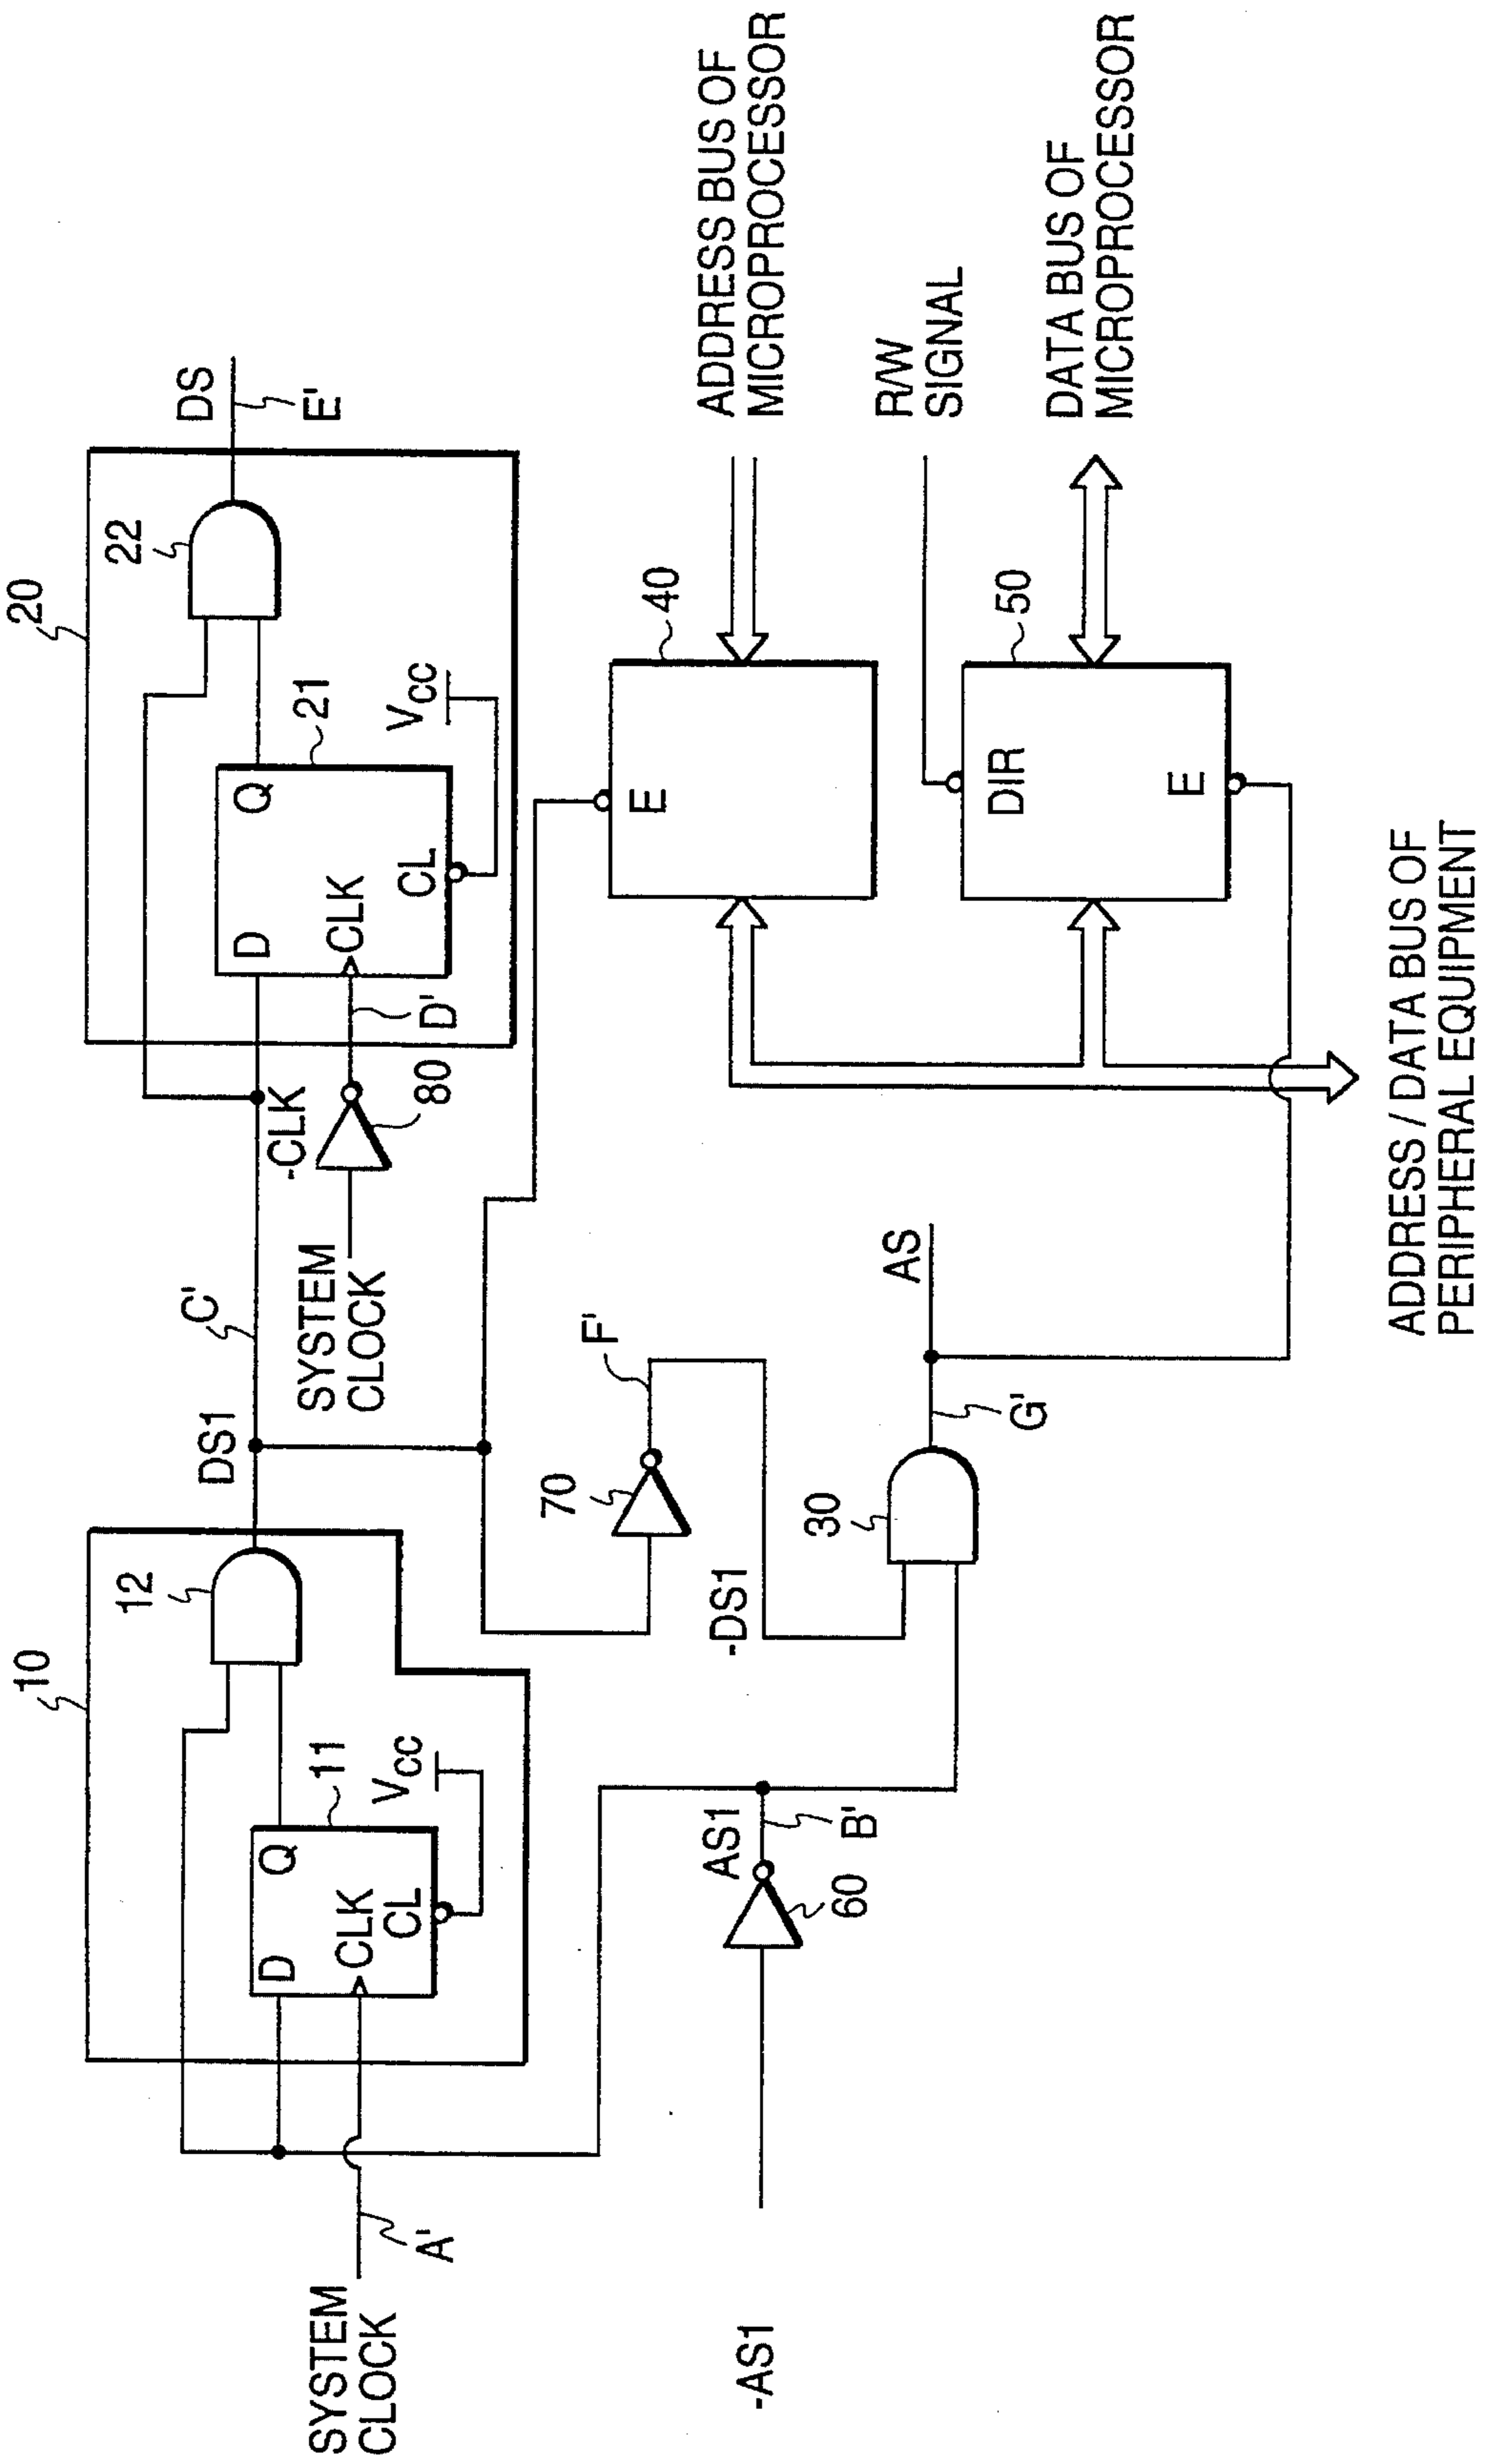 10
20
12
22
DS1
C'
DS
E'
D
Q
11
CLK
CL
VCC
SYSTEM
CLOCK
A'
-CLK
SYSTEM
CLOCK
80
D'
D
Q
21
CLK
CL
VCC
70
F'
-DS1
30
G'
AS
-AS1
AS1
60
B'
E
40
ADDRESS BUS OF
MICROPROCESSOR
R/W
SIGNAL
DIR
E
50
DATA BUS OF
MICROPROCESSOR
ADDRESS / DATA BUS OF
PERIPHERAL EQUIPMENT